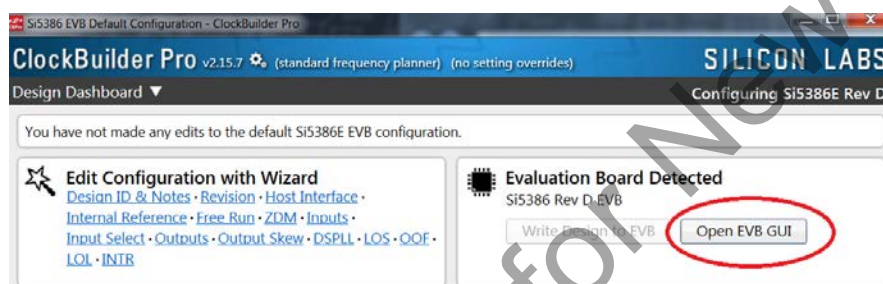 Si5386 EVB Default Configuration - ClockBuilder Pro
ClockBuilder Pro v2.15.7 (standard frequency planner) (no setting overrides) SILICON LABS
Design Dashboard ▼ Configuring Si5386E Rev D
You have not made any edits to the default Si5386E EVB configuration.
Edit Configuration with Wizard
Design ID & Notes · Revision · Host Interface ·
Internal Reference · Free Run · ZDM · Inputs ·
Input Select · Outputs · Output Skew · DSPLL · LOS · OOF ·
LOL · INTR
Evaluation Board Detected
Si5386 Rev D EVB
Write Design to EVB Open EVB GUI
for New